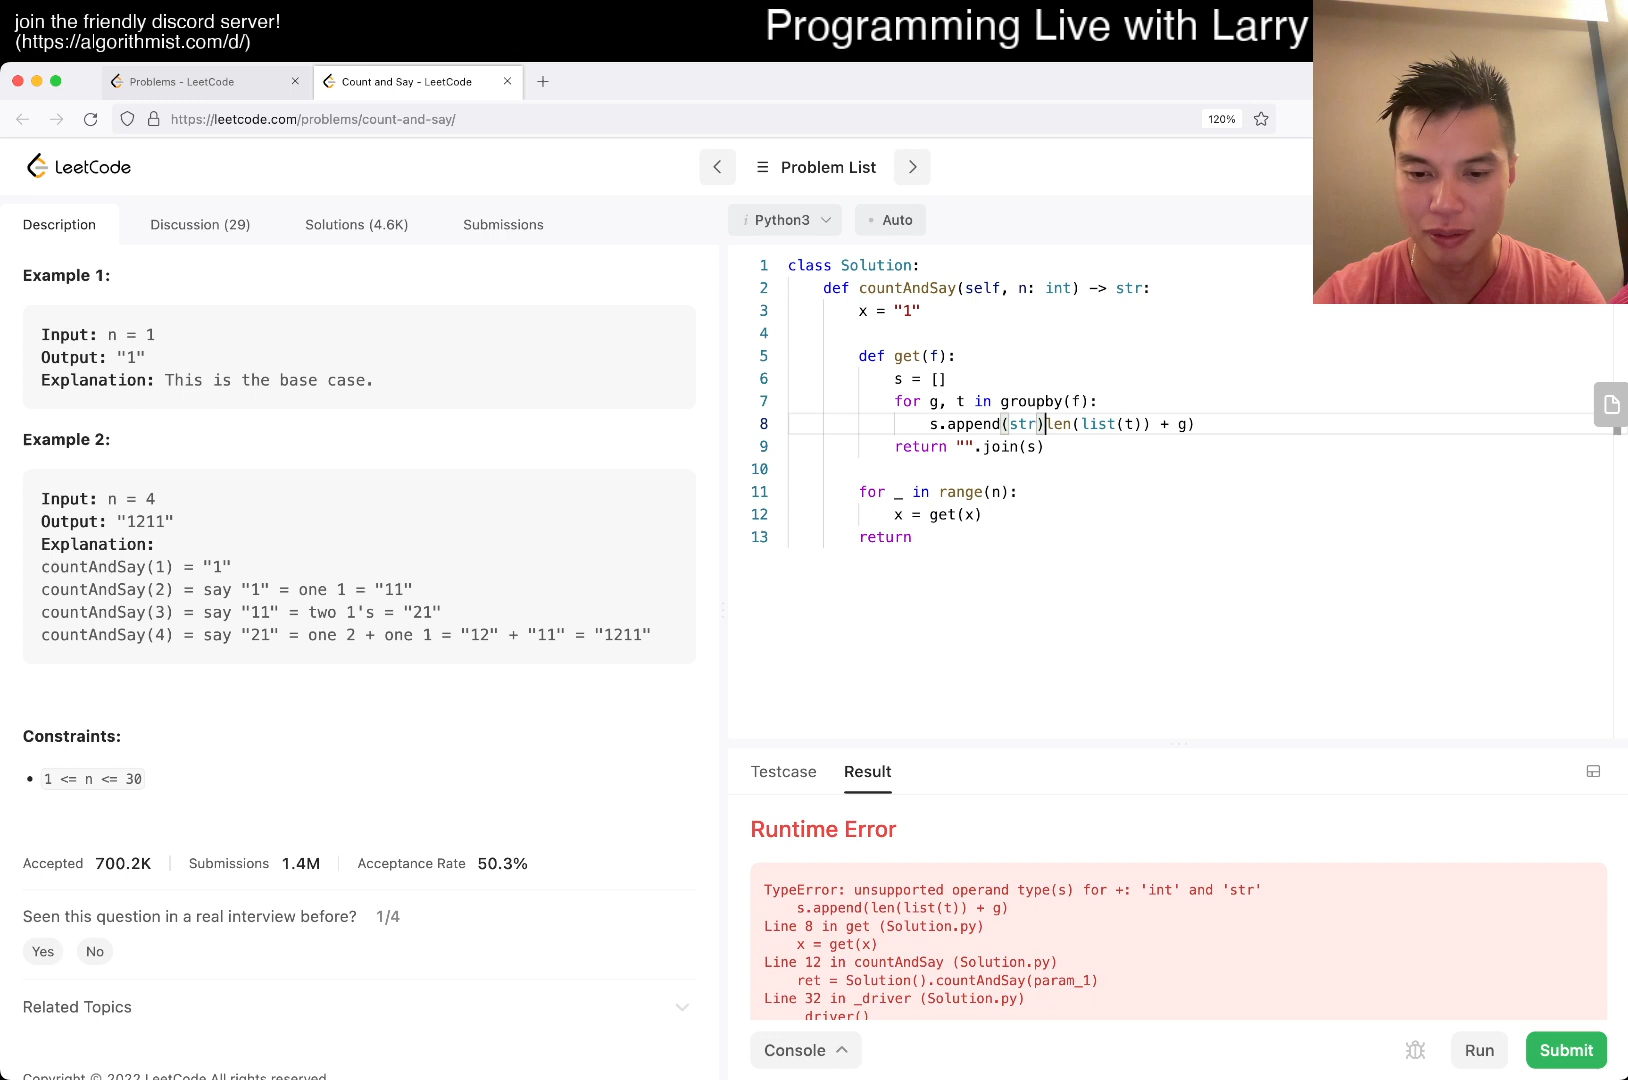 join the friendly discord server!
(https://algorithmist.com/d/)
Programming Live with Larry
Problems - LeetCode
Count and Say - LeetCode
https://leetcode.com/problems/count-and-say/
120%
LeetCode
Problem List
Description
Discussion (29)
Solutions (4.6K)
Submissions
i Python3
Auto
Example 1:
Input: n = 1
Output: "1"
Explanation: This is the base case.
Example 2:
Input: n = 4
Output: "1211"
Explanation:
countAndSay(1) = "1"
countAndSay(2) = say "1" = one 1 = "11"
countAndSay(3) = say "11" = two 1's = "21"
countAndSay(4) = say "21" = one 2 + one 1 = "12" + "11" = "1211"
Constraints:
• 1 <= n <= 30
Accepted 700.2K
Submissions 1.4M
Acceptance Rate 50.3%
Seen this question in a real interview before? 1/4
Yes
No
Related Topics
Copyright © 2022 LeetCode All rights reserved
1 class Solution:
2 def countAndSay(self, n: int) -> str:
3 x = "1"
4
5 def get(f):
6 s = []
7 for g, t in groupby(f):
8 s.append(str)len(list(t)) + g)
9 return "".join(s)
10
11 for _ in range(n):
12 x = get(x)
13 return
Testcase
Result
Runtime Error
TypeError: unsupported operand type(s) for +: 'int' and 'str'
s.append(len(list(t)) + g)
Line 8 in get (Solution.py)
x = get(x)
Line 12 in countAndSay (Solution.py)
ret = Solution().countAndSay(param_1)
Line 32 in _driver (Solution.py)
driver()
Console
Run
Submit